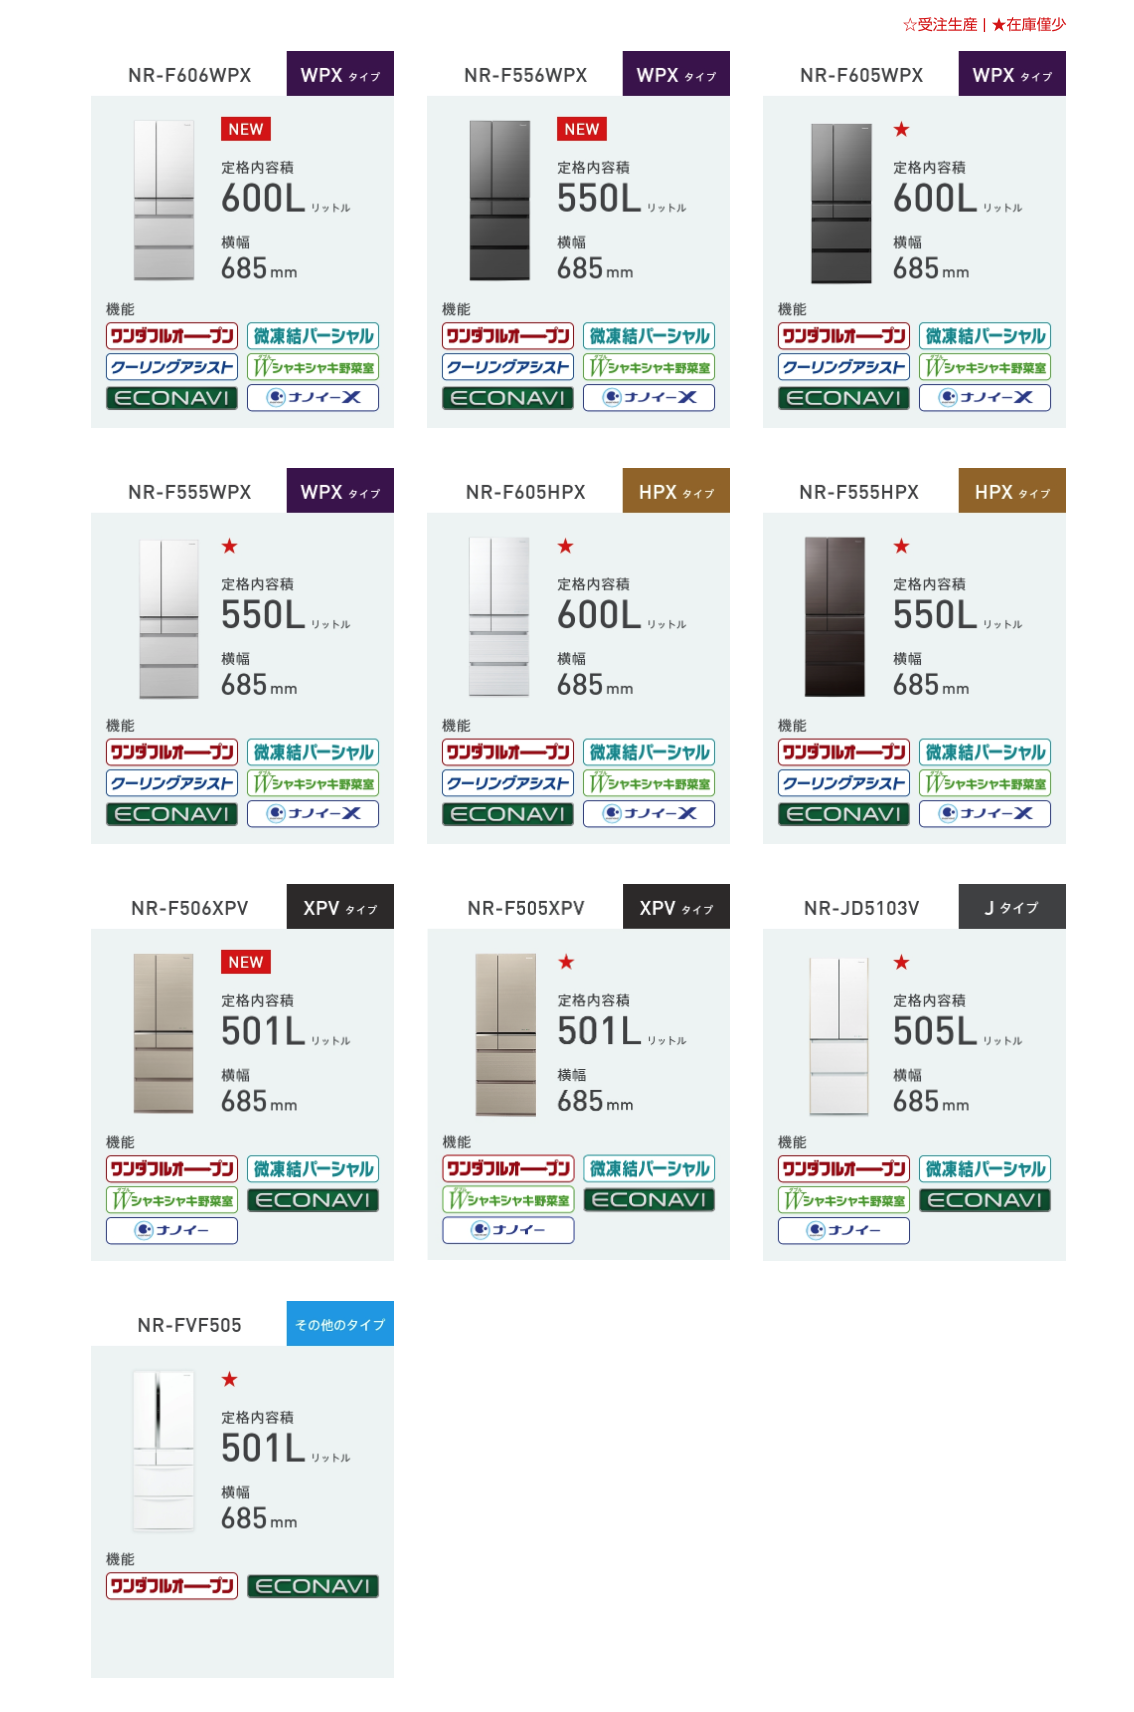 ☆受注生産 | ★在庫僅少
NR-F606WPX
WPX タイプ
NEW
定格内容積
600L リットル
横幅
685mm
機能
ワンダフルオープン
微凍結パーシャル
クーリングアシスト
Wシャキシャキ野菜室
ECONAVI
ナノイーX
NR-F556WPX
WPX タイプ
NEW
定格内容積
550L リットル
横幅
685mm
機能
ワンダフルオープン
微凍結パーシャル
クーリングアシスト
Wシャキシャキ野菜室
ECONAVI
ナノイーX
NR-F605WPX
WPX タイプ
★
定格内容積
600L リットル
横幅
685mm
機能
ワンダフルオープン
微凍結パーシャル
クーリングアシスト
Wシャキシャキ野菜室
ECONAVI
ナノイーX
NR-F555WPX
WPX タイプ
★
定格内容積
550L リットル
横幅
685mm
機能
ワンダフルオープン
微凍結パーシャル
クーリングアシスト
Wシャキシャキ野菜室
ECONAVI
ナノイーX
NR-F605HPX
HPX タイプ
★
定格内容積
600L リットル
横幅
685mm
機能
ワンダフルオープン
微凍結パーシャル
クーリングアシスト
Wシャキシャキ野菜室
ECONAVI
ナノイーX
NR-F555HPX
HPX タイプ
★
定格内容積
550L リットル
横幅
685mm
機能
ワンダフルオープン
微凍結パーシャル
クーリングアシスト
Wシャキシャキ野菜室
ECONAVI
ナノイーX
NR-F506XPV
XPV タイプ
NEW
定格内容積
501L リットル
横幅
685mm
機能
ワンダフルオープン
微凍結パーシャル
Wシャキシャキ野菜室
ECONAVI
ナノイー
NR-F505XPV
XPV タイプ
★
定格内容積
501L リットル
横幅
685mm
機能
ワンダフルオープン
微凍結パーシャル
Wシャキシャキ野菜室
ECONAVI
ナノイー
NR-JD5103V
J タイプ
★
定格内容積
505L リットル
横幅
685mm
機能
ワンダフルオープン
微凍結パーシャル
Wシャキシャキ野菜室
ECONAVI
ナノイー
NR-FVF505
その他のタイプ
★
定格内容積
501L リットル
横幅
685mm
機能
ワンダフルオープン
ECONAVI